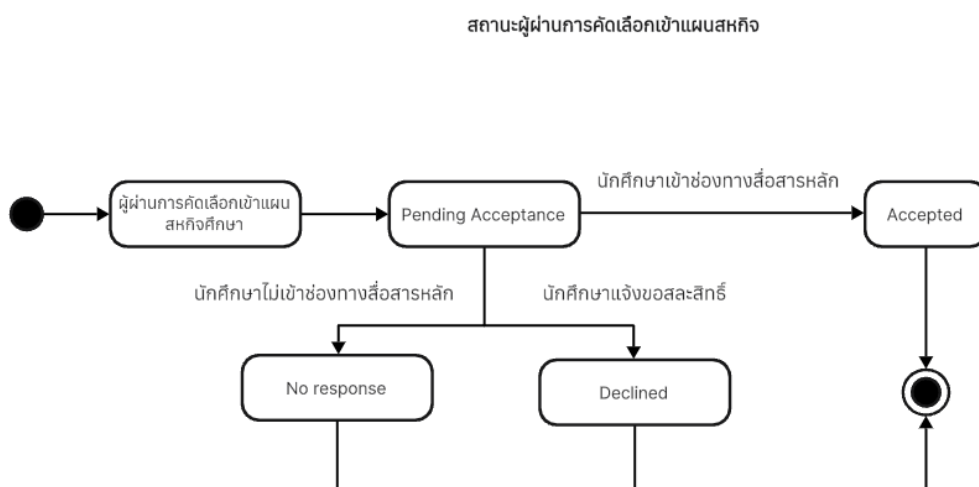 สถานะผู้ผ่านการคัดเลือกเข้าแผนสหกิจ
ผู้ผ่านการคัดเลือกเข้าแผน
สหกิจศึกษา
Pending Acceptance
นักศึกษาเข้าช่องทางสื่อสารหลัก
Accepted
นักศึกษาไม่เข้าช่องทางสื่อสารหลัก
นักศึกษาแจ้งขอสละสิทธิ์
No response
Declined